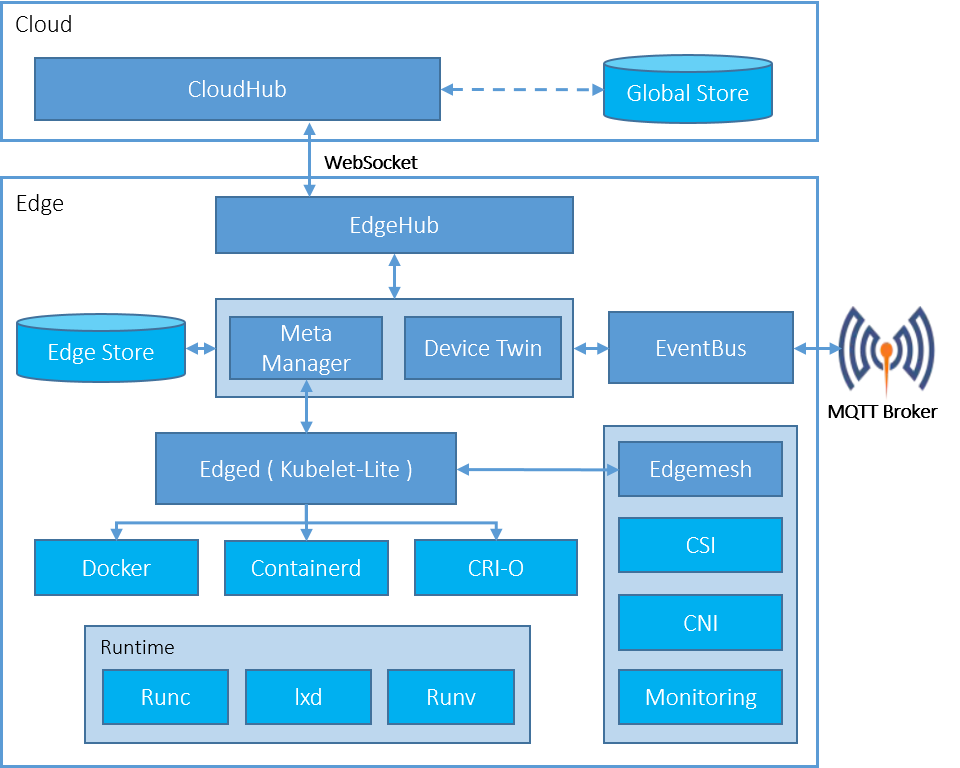 Cloud
CloudHub
Global Store
WebSocket
Edge
EdgeHub
Edge Store
Meta
Manager
Device Twin
EventBus
MQTT Broker
Edged ( Kubelet-Lite )
Edgemesh
CSI
CNI
Monitoring
Docker
Containerd
CRI-O
Runtime
Runc
lxd
Runv